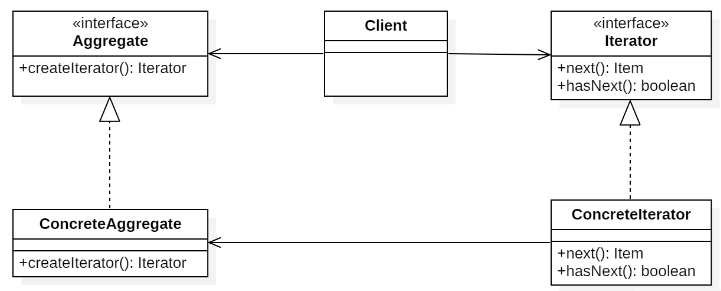 «interface»
Aggregate
+createIterator(): Iterator
Client
«interface»
Iterator
+next(): Item
+hasNext(): boolean
ConcreteAggregate
+createIterator(): Iterator
ConcreteIterator
+next(): Item
+hasNext(): boolean